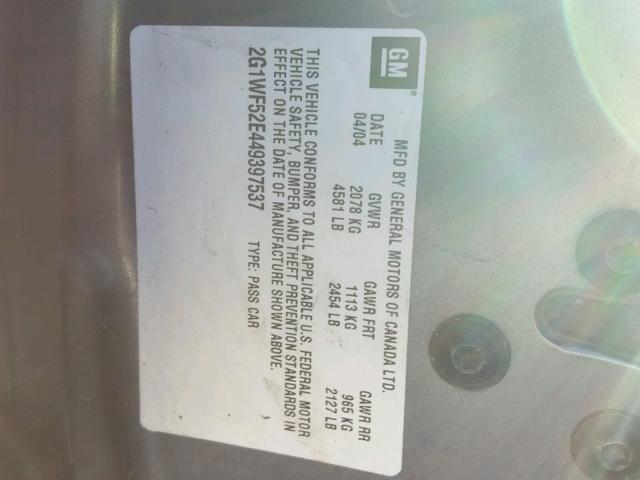 GM
MFD BY GENERAL MOTORS OF CANADA LTD.
DATE GVWR GAWR FRT GAWR RR
04/04 2078 KG 1113 KG 965 KG
4581 LB 2454 LB 2127 LB
THIS VEHICLE CONFORMS TO ALL APPLICABLE U.S. FEDERAL MOTOR
VEHICLE SAFETY, BUMPER, AND THEFT PREVENTION STANDARDS IN
EFFECT ON THE DATE OF MANUFACTURE SHOWN ABOVE.
2G1WF52E449397537 TYPE: PASS CAR